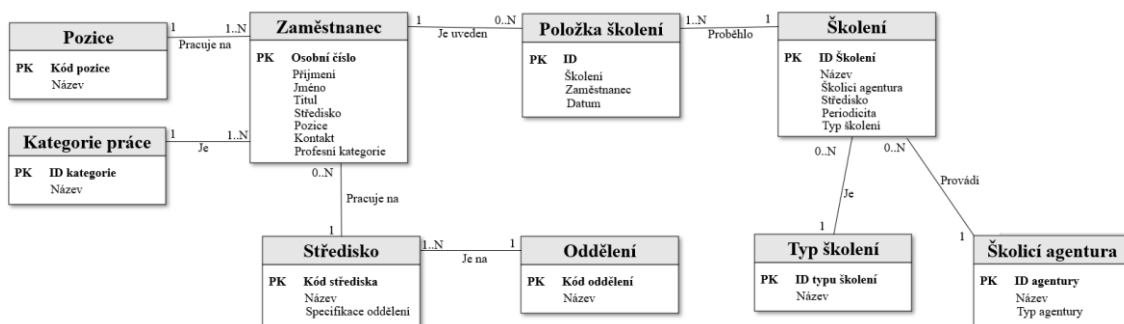 Pozice
PK Kód pozice
Název
1
1..N
Pracuje na
Zaměstnanec
PK Osobní číslo
Příjmení
Jméno
Titul
Středisko
Pozice
Kontakt
Profesní kategorie
1
0..N
Je uveden
Položka školení
PK ID
Školení
Zaměstnanec
Datum
1..N
1
Proběhlo
Školení
PK ID Školení
Název
Školicí agentura
Středisko
Periodicita
Typ školení
Kategorie práce
PK ID kategorie
Název
1
1..N
Je
0..N
Pracuje na
1
0..N
Je
1
0..N
Provádí
1
Středisko
PK Kód střediska
Název
Specifikace oddělení
1..N
1
Je na
Oddělení
PK Kód oddělení
Název
Typ školení
PK ID typu školení
Název
Školicí agentura
PK ID agentury
Název
Typ agentury